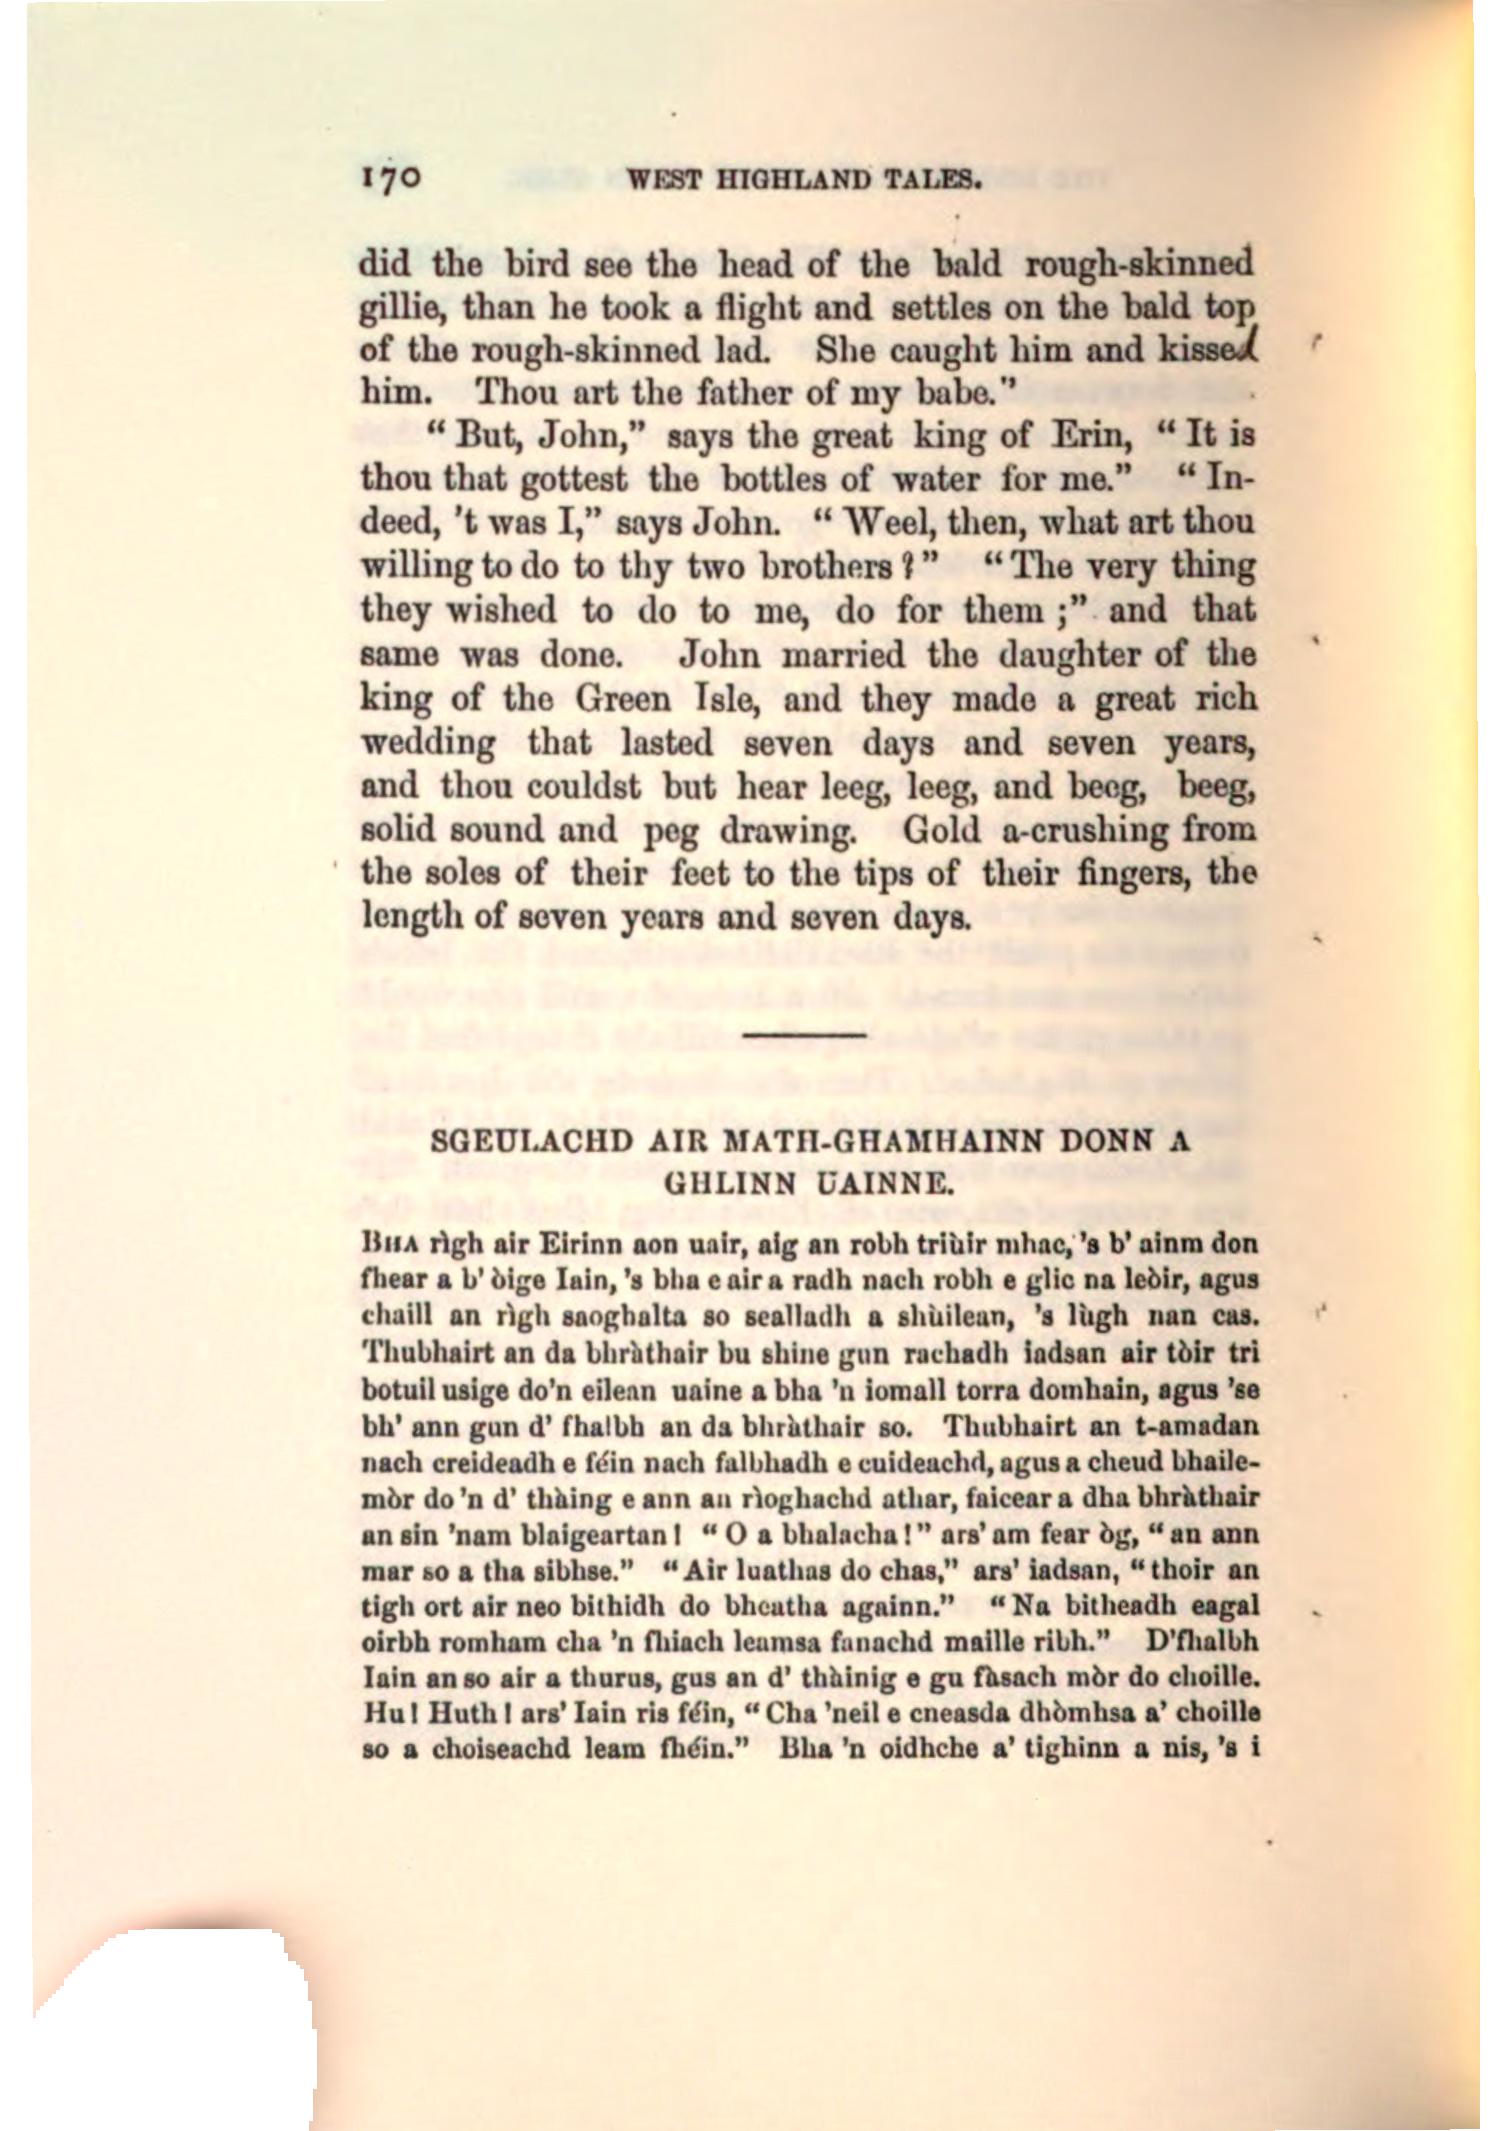 170 WEST HIGHLAND TALES.
did the bird see the head of the bald rough-skinned
gillie, than he took a flight and settles on the bald top
of the rough-skinned lad. She caught him and kissed
him. Thou art the father of my babe."
"But, John," says the great king of Erin, "It is
thou that gottest the bottles of water for me." "In-
deed, 't was I," says John. "Weel, then, what art thou
willing to do to thy two brothers?" "The very thing
they wished to do to me, do for them;" and that
same was done. John married the daughter of the
king of the Green Isle, and they made a great rich
wedding that lasted seven days and seven years,
and thou couldst but hear leeg, leeg, and beeg, beeg,
solid sound and peg drawing. Gold a-crushing from
the soles of their feet to the tips of their fingers, the
length of seven years and seven days.
SGEULACHD AIR MATH-GHAMHAINN DONN A
GHLINN UAINNE.
BHA rìgh air Eirinn aon uair, aig an robh triùir mhac, 's b' ainm don
fhear a b' òige Iain, 's bha e air a radh nach robh e glic na leòir, agus
chaill an rìgh saoghalta so sealladh a shùilean, 's lùgh nan cas.
Thubhairt an da bhràthair bu shine gun rachadh iadsan air tòir tri
botuil usige do'n eilean uaine a bha 'n iomall torra domhain, agus 'se
bh' ann gun d' fhalbh an da bhràthair so. Thubhairt an t-amadan
nach creideadh e féin nach falbhadh e cuideachd, agus a cheud bhaile-
mòr do 'n d' thàing e ann an rìoghachd athar, faicear a dha bhràthair
an sin 'nam blaigeartan! "O a bhalacha!" ars' am fear òg, "an ann
mar so a tha sibhse." "Air luathas do chas," ars' iadsan, "thoir an
tigh ort air neo bithidh do bheatha againn." "Na bitheadh eagal
oirbh romham cha 'n fhiach leamsa fanachd maille ribh." D'fhalbh
Iain an so air a thurus, gus an d' thàinig e gu fàsach mòr do choille.
Hu! Huth! ars' Iain ris féin, "Cha 'neil e cneasda dhòmhsa a' choille
so a choiseachd leam fhéin." Bha 'n oidhche a' tighinn a nis, 's i